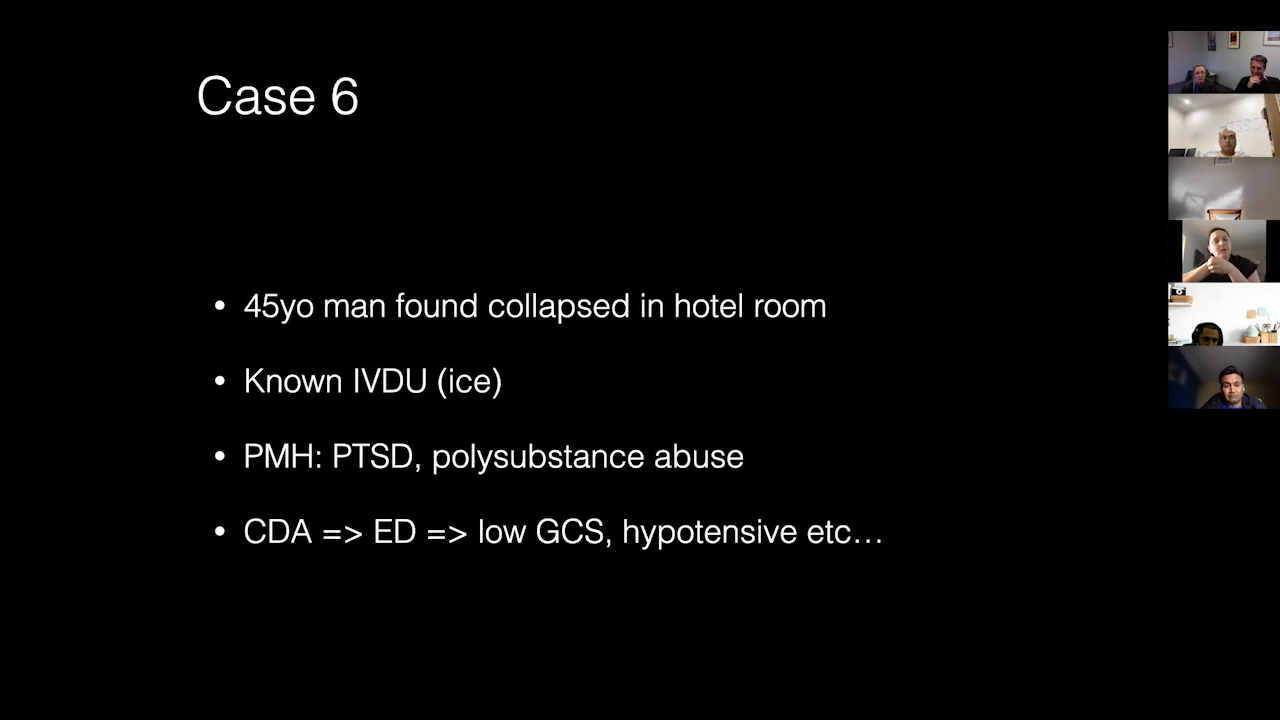 Case 6
• 45yo man found collapsed in hotel room
• Known IVDU (ice)
• PMH: PTSD, polysubstance abuse
• CDA => ED => low GCS, hypotensive etc…